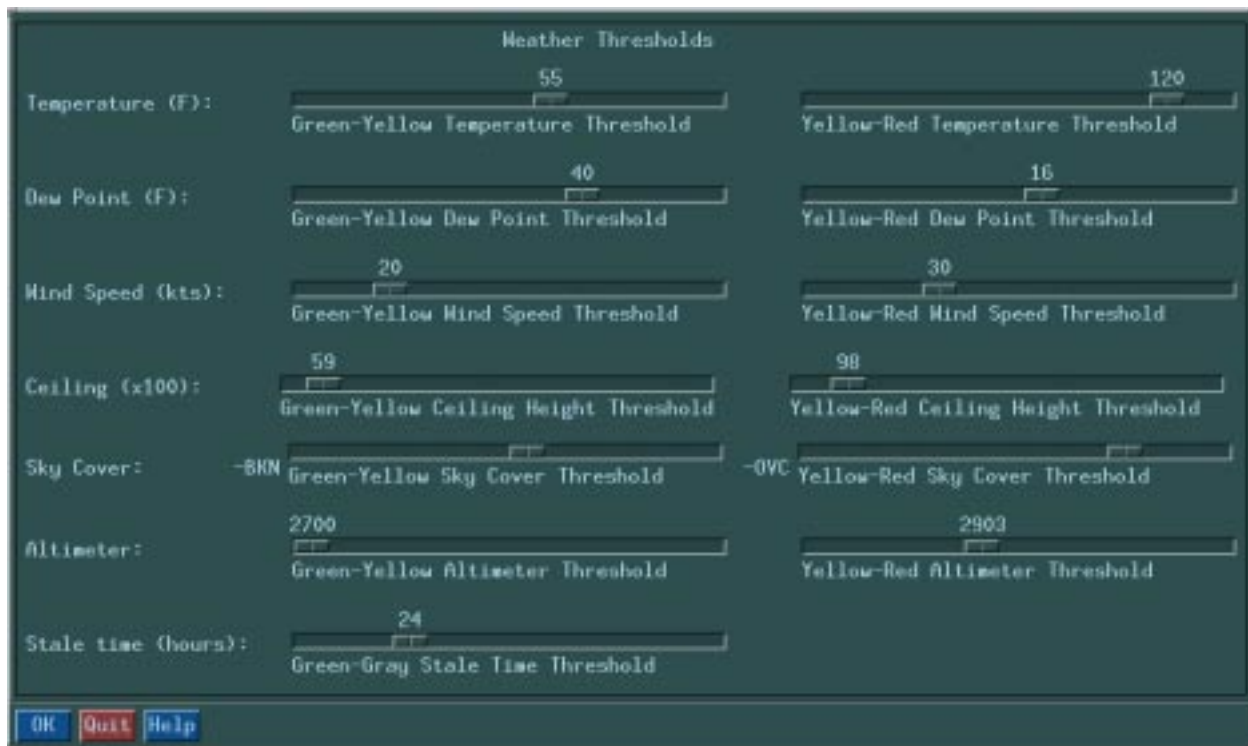 Weather Thresholds
55 120
Temperature (F):
Green-Yellow Temperature Threshold Yellow-Red Temperature Threshold
40 16
Dew Point (F):
Green-Yellow Dew Point Threshold Yellow-Red Dew Point Threshold
20 30
Wind Speed (kts):
Green-Yellow Wind Speed Threshold Yellow-Red Wind Speed Threshold
59 98
Ceiling (x100):
Green-Yellow Ceiling Height Threshold Yellow-Red Ceiling Height Threshold
Sky Cover: -BKN -OVC
Green-Yellow Sky Cover Threshold Yellow-Red Sky Cover Threshold
2700 2903
Altimeter:
Green-Yellow Altimeter Threshold Yellow-Red Altimeter Threshold
24
Stale time (hours):
Green-Gray Stale Time Threshold
OK Quit Help